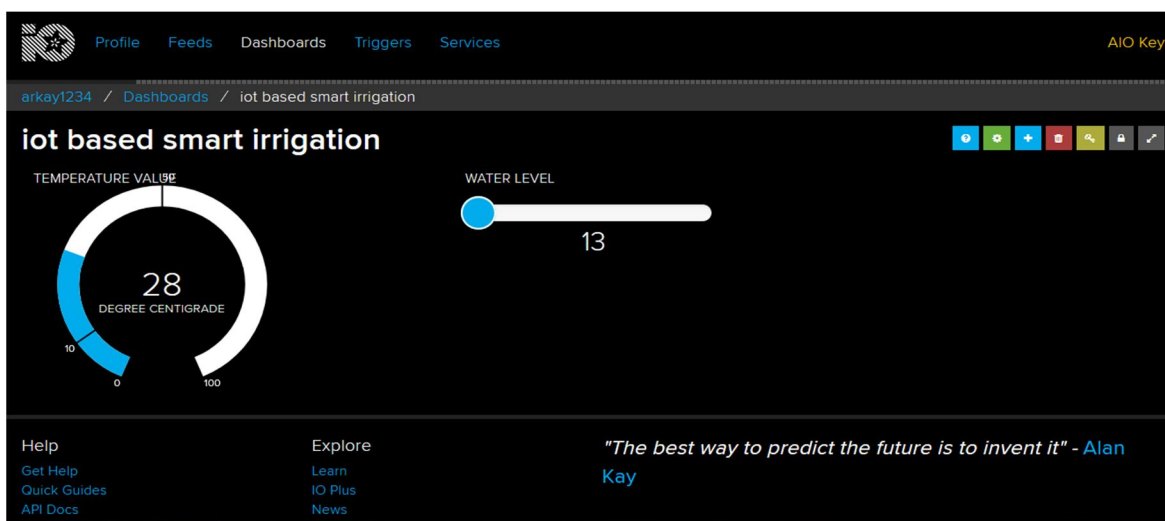 io Profile Feeds Dashboards Triggers Services AIO Key
arkay1234 / Dashboards / iot based smart irrigation
iot based smart irrigation
TEMPERATURE VALUE
50
28
DEGREE CENTIGRADE
10
0
100
WATER LEVEL
13
Help
Get Help
Quick Guides
API Docs
Explore
Learn
IO Plus
News
"The best way to predict the future is to invent it" - Alan
Kay